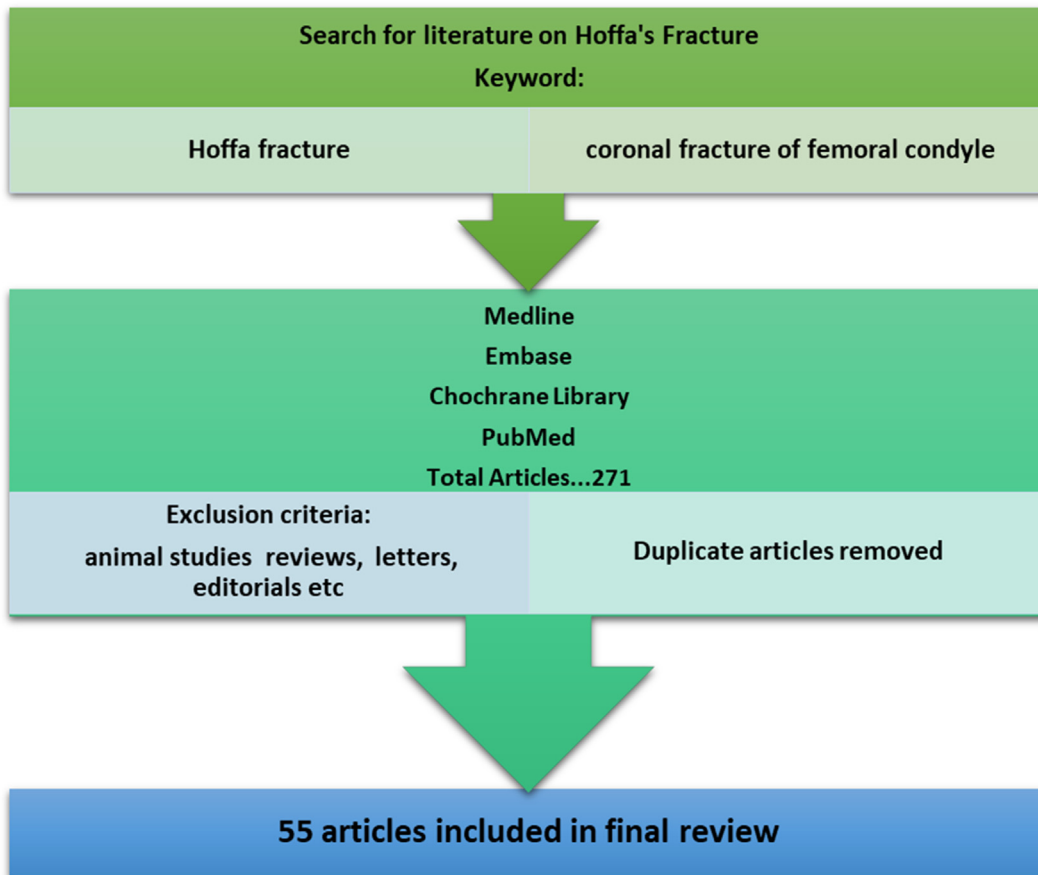 Search for literature on Hoffa's Fracture
Keyword:
Hoffa fracture
coronal fracture of femoral condyle
Medline
Embase
Chochrane Library
PubMed
Total Articles...271
Exclusion criteria:
animal studies reviews, letters,
editorials etc
Duplicate articles removed
55 articles included in final review